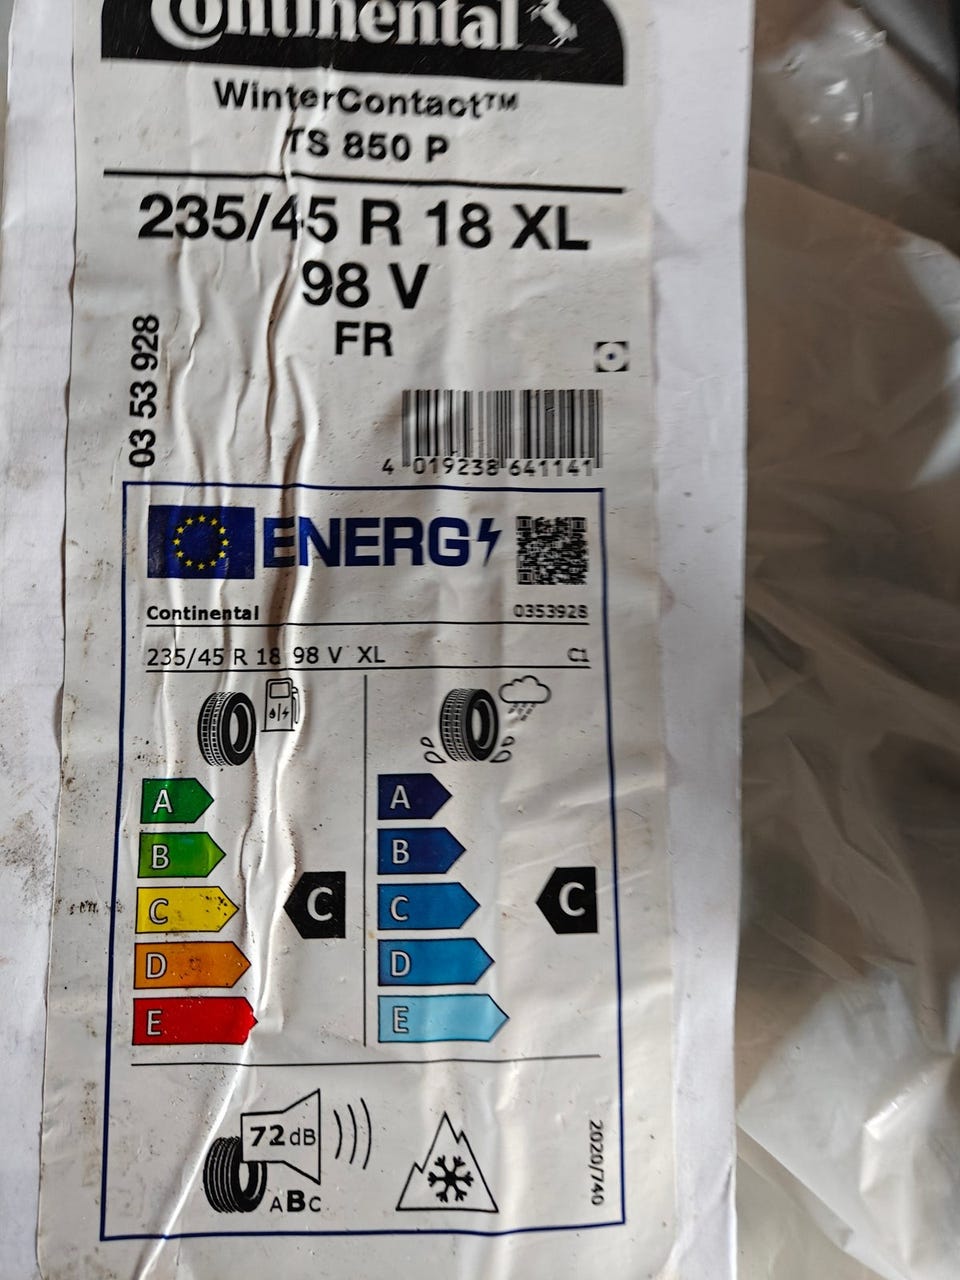 Continental
WinterContact™
TS 850 P
235/45 R 18 XL
98 V
FR
03 53 928
4 019238 641141
ENERG
Continental 0353928
235/45 R 18 98 V XL C1
A
B
C
D
E
C
A
B
C
D
E
C
72dB
ABC
2020/740